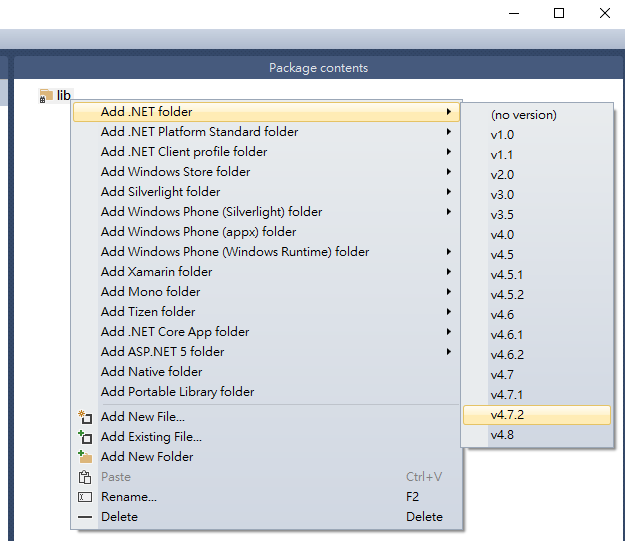 Package contents
lib
Add .NET folder
Add .NET Platform Standard folder
Add .NET Client profile folder
Add Windows Store folder
Add Silverlight folder
Add Windows Phone (Silverlight) folder
Add Windows Phone (appx) folder
Add Windows Phone (Windows Runtime) folder
Add Xamarin folder
Add Mono folder
Add Tizen folder
Add .NET Core App folder
Add ASP.NET 5 folder
Add Native folder
Add Portable Library folder
Add New File...
Add Existing File...
Add New Folder
Paste Ctrl+V
Rename... F2
Delete Delete
(no version)
v1.0
v1.1
v2.0
v3.0
v3.5
v4.0
v4.5
v4.5.1
v4.5.2
v4.6
v4.6.1
v4.6.2
v4.7
v4.7.1
v4.7.2
v4.8